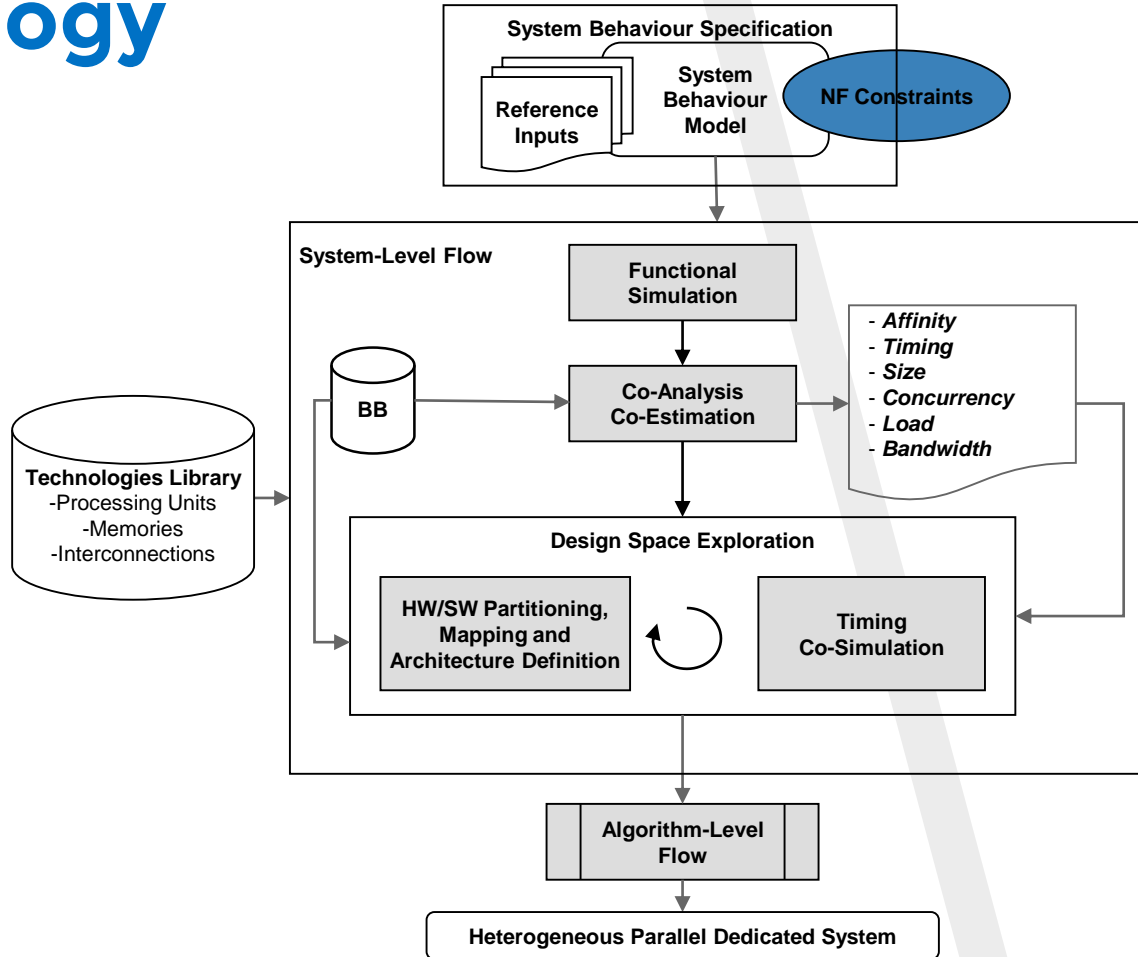 ogy
System Behaviour Specification
System
Behaviour
Model
NF Constraints
Reference
Inputs
System-Level Flow
Functional
Simulation
- Affinity
- Timing
- Size
- Concurrency
- Load
- Bandwidth
BB
Co-Analysis
Co-Estimation
Technologies Library
-Processing Units
-Memories
-Interconnections
Design Space Exploration
HW/SW Partitioning,
Mapping and
Architecture Definition
Timing
Co-Simulation
Algorithm-Level
Flow
Heterogeneous Parallel Dedicated System